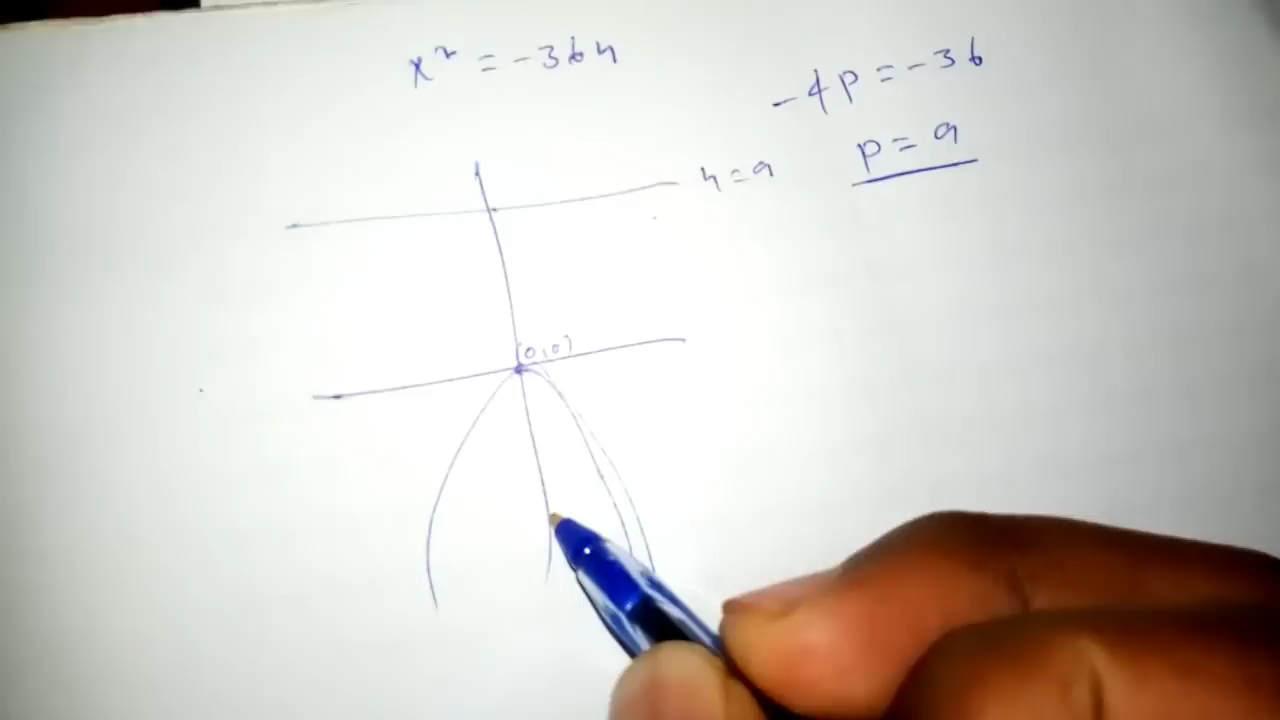 x² = -36y
-4p = -36
p = 9
y = 9
(0,0)